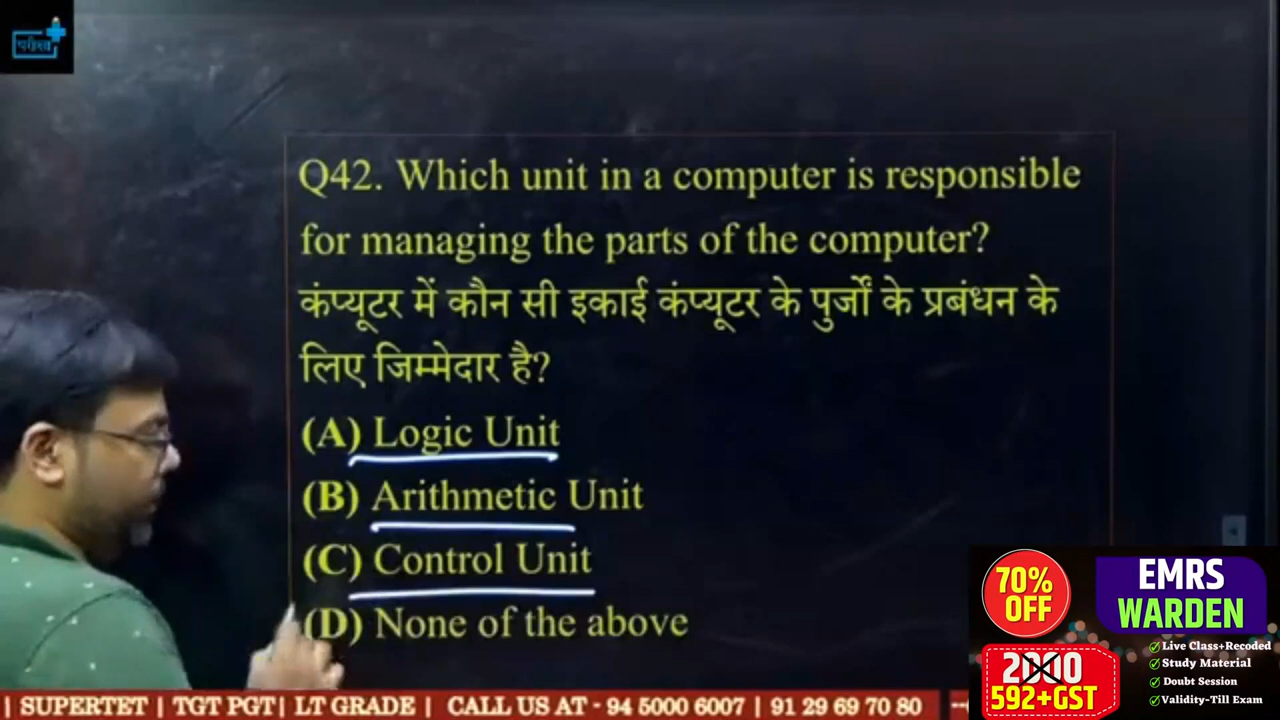 परीक्षा
Q42. Which unit in a computer is responsible
for managing the parts of the computer?
कंप्यूटर में कौन सी इकाई कंप्यूटर के पुर्जों के प्रबंधन के
लिए जिम्मेदार है?
(A) Logic Unit
(B) Arithmetic Unit
(C) Control Unit
(D) None of the above
70%
OFF
EMRS
WARDEN
2000
592+GST
Live Class+Recoded
Study Material
Doubt Session
Validity-Till Exam
| SUPERTET | TGT PGT | LT GRADE | CALL US AT - 94 5000 6007 | 91 29 69 70 80